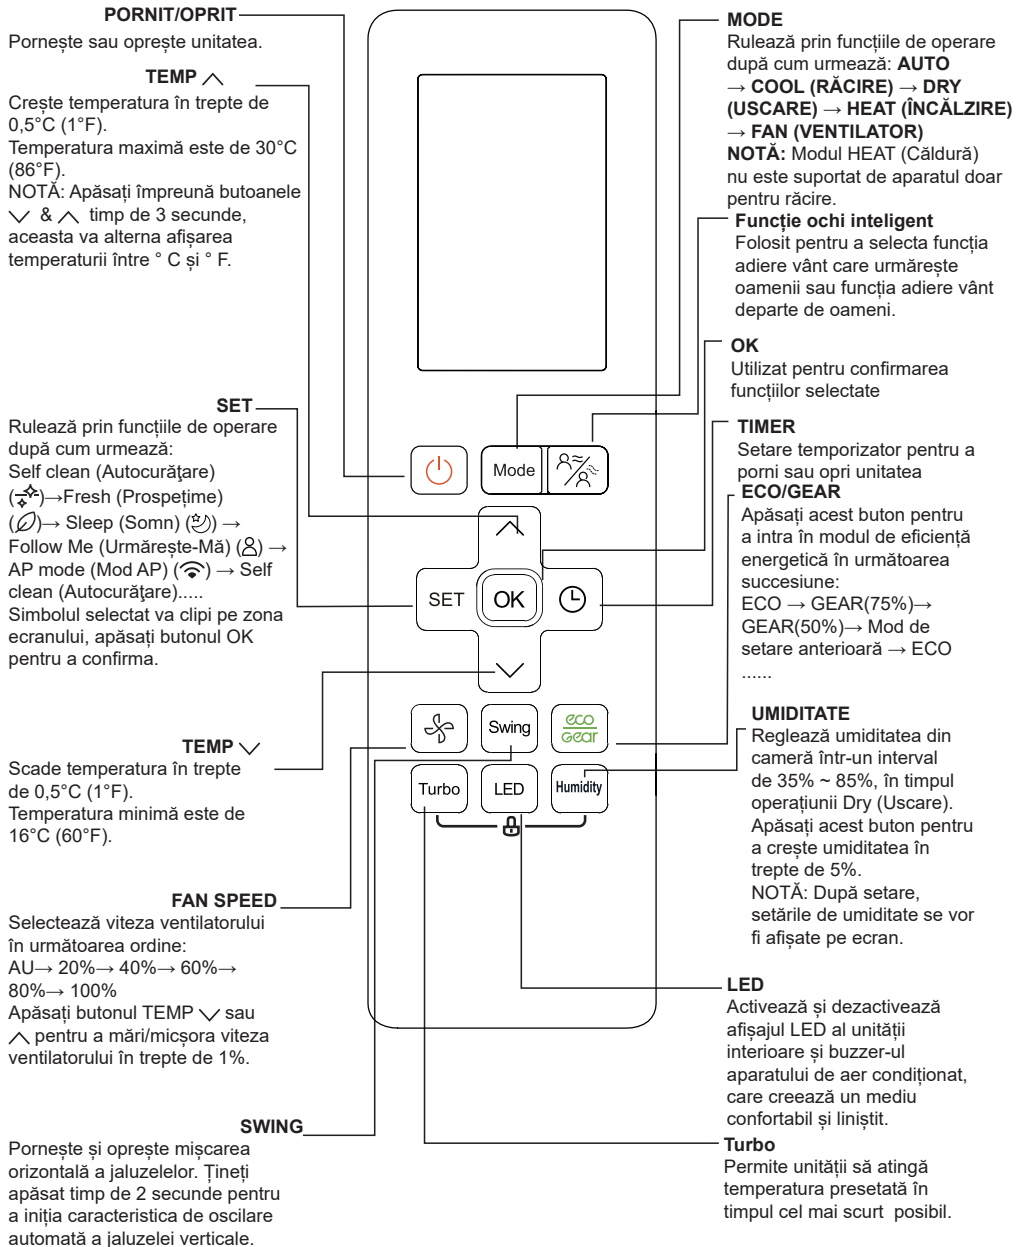 PORNIT/OPRIT
Pornește sau oprește unitatea.
TEMP
Crește temperatura în trepte de
0,5°C (1°F).
Temperatura maximă este de 30°C
(86°F).
NOTĂ: Apăsați împreună butoanele
& timp de 3 secunde,
aceasta va alterna afișarea
temperaturii între ° C și ° F.
SET
Rulează prin funcțiile de operare
după cum urmează:
Self clean (Autocurăţare)
( )→Fresh (Prospețime)
( )→ Sleep (Somn) ( ) →
Follow Me (Urmărește-Mă) ( ) →
AP mode (Mod AP) ( ) → Self
clean (Autocurăţare).....
Simbolul selectat va clipi pe zona
ecranului, apăsați butonul OK
pentru a confirma.
TEMP
Scade temperatura în trepte
de 0,5°C (1°F).
Temperatura minimă este de
16°C (60°F).
FAN SPEED
Selectează viteza ventilatorului
în următoarea ordine:
AU→ 20%→ 40%→ 60%→
80%→ 100%
Apăsați butonul TEMP sau
pentru a mări/micșora viteza
ventilatorului în trepte de 1%.
SWING
Pornește și oprește mișcarea
orizontală a jaluzelelor. Țineți
apăsat timp de 2 secunde pentru
a iniția caracteristica de oscilare
automată a jaluzelei verticale.
Mode
SET
OK
Swing
eco
Gear
Turbo
LED
Humidity
MODE
Rulează prin funcțiile de operare
după cum urmează: AUTO
→ COOL (RĂCIRE) → DRY
(USCARE) → HEAT (ÎNCĂLZIRE)
→ FAN (VENTILATOR)
NOTĂ: Modul HEAT (Căldură)
nu este suportat de aparatul doar
pentru răcire.
Funcție ochi inteligent
Folosit pentru a selecta funcția
adiere vânt care urmărește
oamenii sau funcția adiere vânt
departe de oameni.
OK
Utilizat pentru confirmarea
funcțiilor selectate
TIMER
Setare temporizator pentru a
porni sau opri unitatea
ECO/GEAR
Apăsați acest buton pentru
a intra în modul de eficiență
energetică în următoarea
succesiune:
ECO → GEAR(75%)→
GEAR(50%)→ Mod de
setare anterioară → ECO
......
UMIDITATE
Reglează umiditatea din
cameră într-un interval
de 35% ~ 85%, în timpul
operațiunii Dry (Uscare).
Apăsați acest buton pentru
a crește umiditatea în
trepte de 5%.
NOTĂ: După setare,
setările de umiditate se vor
fi afișate pe ecran.
LED
Activează și dezactivează
afișajul LED al unității
interioare și buzzer-ul
aparatului de aer condiționat,
care creează un mediu
confortabil și liniștit.
Turbo
Permite unității să atingă
temperatura presetată în
timpul cel mai scurt posibil.